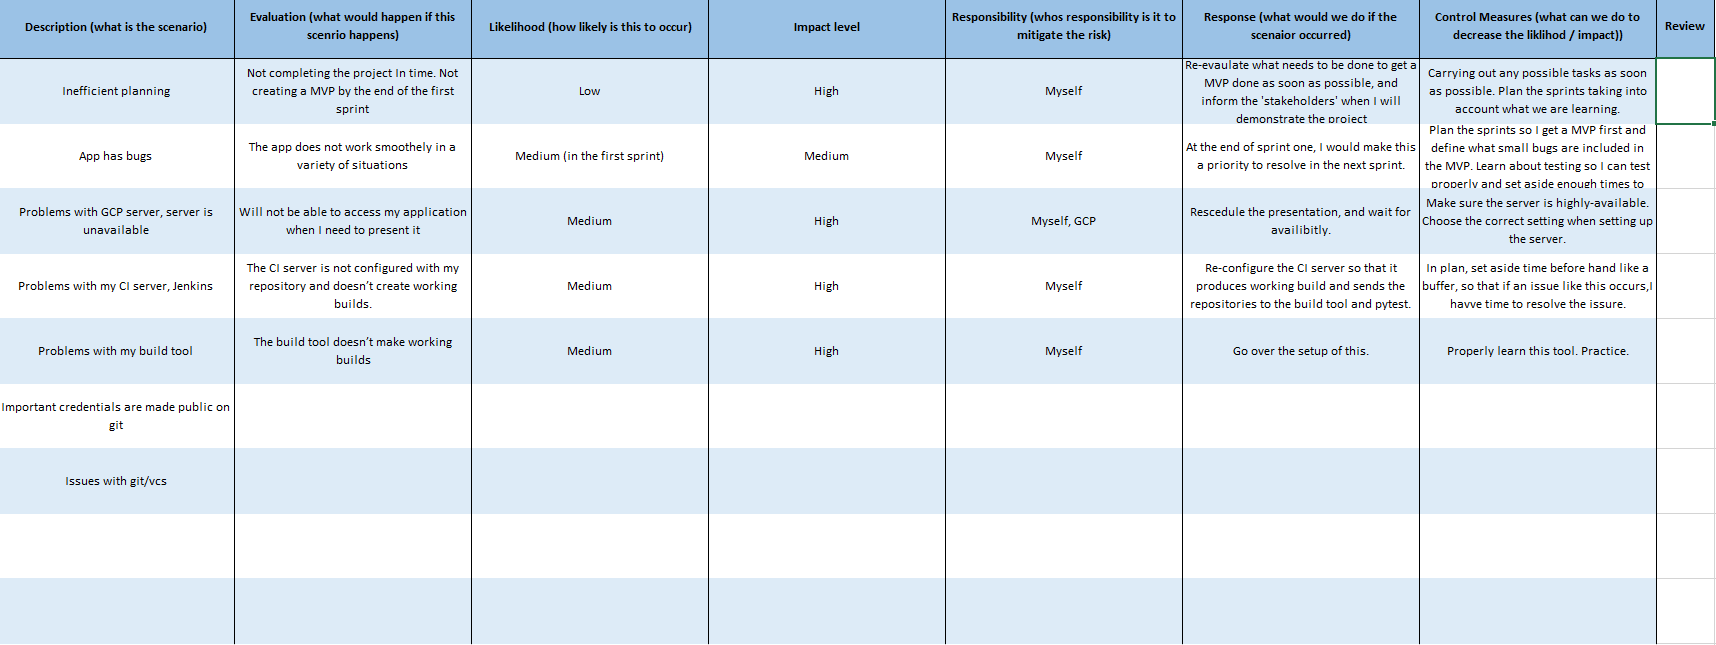 Description (what is the scenario)
Evaluation (what would happen if this
scenrio happens)
Likelihood (how likely is this to occur)
Impact level
Responsibility (whos responsibility is it to
mitigate the risk)
Response (what would we do if the
scenaior occurred)
Control Measures (what can we do to
decrease the liklihod / impact))
Review
Inefficient planning
Not completing the project In time. Not
creating a MVP by the end of the first
sprint
Low
High
Myself
Re-evaulate what needs to be done to get a
MVP done as soon as possible, and
inform the 'stakeholders' when I will
demonstrate the project
Carrying out any possible tasks as soon
as possible. Plan the sprints taking into
account what we are learning.
App has bugs
The app does not work smoothely in a
variety of situations
Medium (in the first sprint)
Medium
Myself
At the end of sprint one, I would make this
a priority to resolve in the next sprint.
Plan the sprints so I get a MVP first and
define what small bugs are included in
the MVP. Learn about testing so I can test
properly and set aside enough times to
Problems with GCP server, server is
unavailable
Will not be able to access my application
when I need to present it
Medium
High
Myself, GCP
Rescedule the presentation, and wait for
availibitly.
Make sure the server is highly-available.
Choose the correct setting when setting up
the server.
Problems with my CI server, Jenkins
The CI server is not configured with my
repository and doesn't create working
builds.
Medium
High
Myself
Re-configure the CI server so that it
produces working build and sends the
repositories to the build tool and pytest.
In plan, set aside time before hand like a
buffer, so that if an issue like this occurs,I
havve time to resolve the issure.
Problems with my build tool
The build tool doesn't make working
builds
Medium
High
Myself
Go over the setup of this.
Properly learn this tool. Practice.
Important credentials are made public on
git
Issues with git/vcs